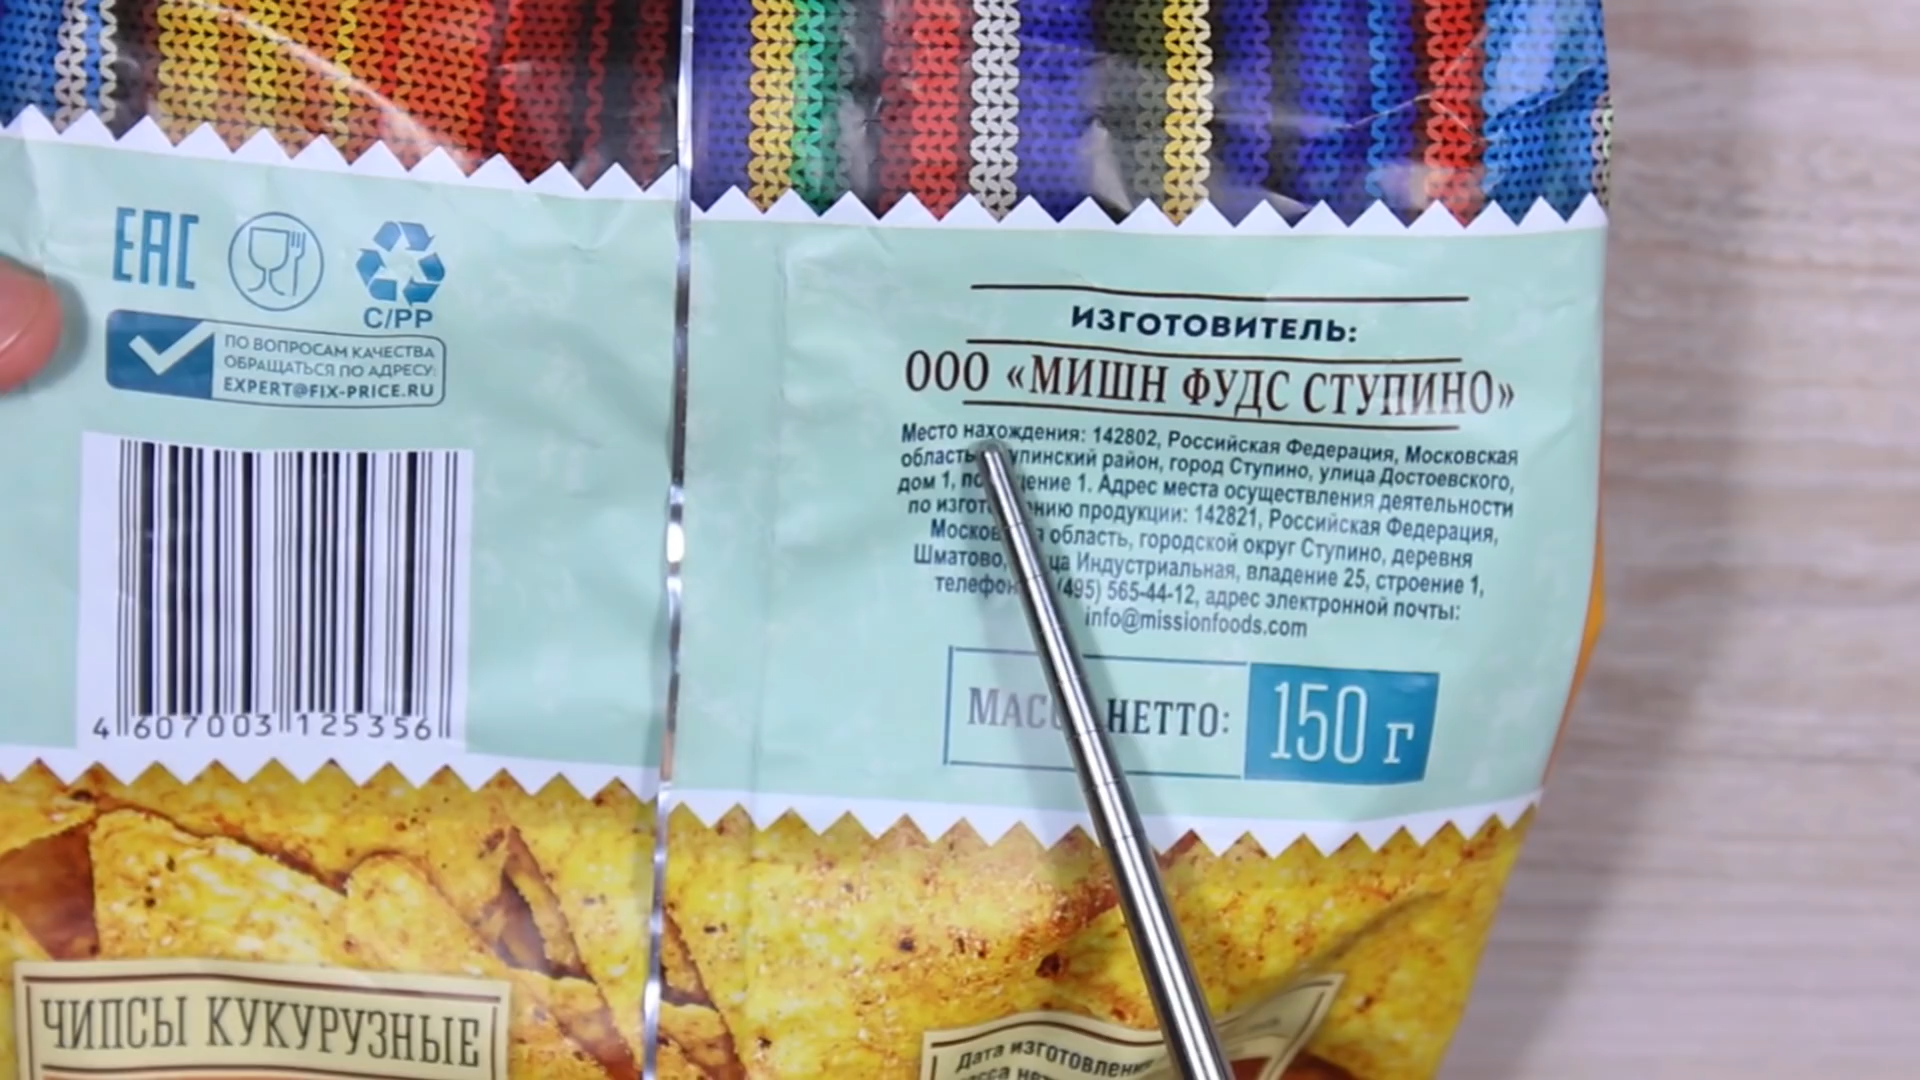 ЕАС
C/PP
ПО ВОПРОСАМ КАЧЕСТВА
ОБРАЩАТЬСЯ ПО АДРЕСУ:
EXPERT@FIX-PRICE.RU
4 607003 125356
ЧИПСЫ КУКУРУЗНЫЕ
ИЗГОТОВИТЕЛЬ:
ООО «МИШН ФУДС СТУПИНО»
Место нахождения: 142802, Российская Федерация, Московская
область, район, город Ступино, улица Достоевского,
дом 1, 1. Адрес места осуществления деятельности
по продукции: 142821, Российская Федерация,
область, городской округ Ступино, деревня
Шматово, Индустриальная, владение 25, строение 1,
телефон (495) 565-44-12, адрес электронной почты:
info@missionfoods.com
НЕТТО: 150 г
Дата изготовления